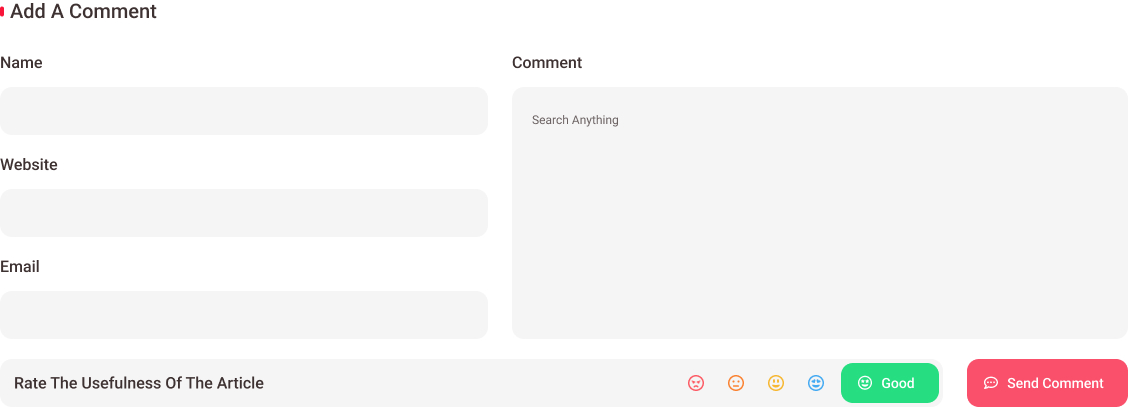 Add A Comment
Name
Website
Email
Comment
Search Anything
Rate The Usefulness Of The Article
Good
Send Comment